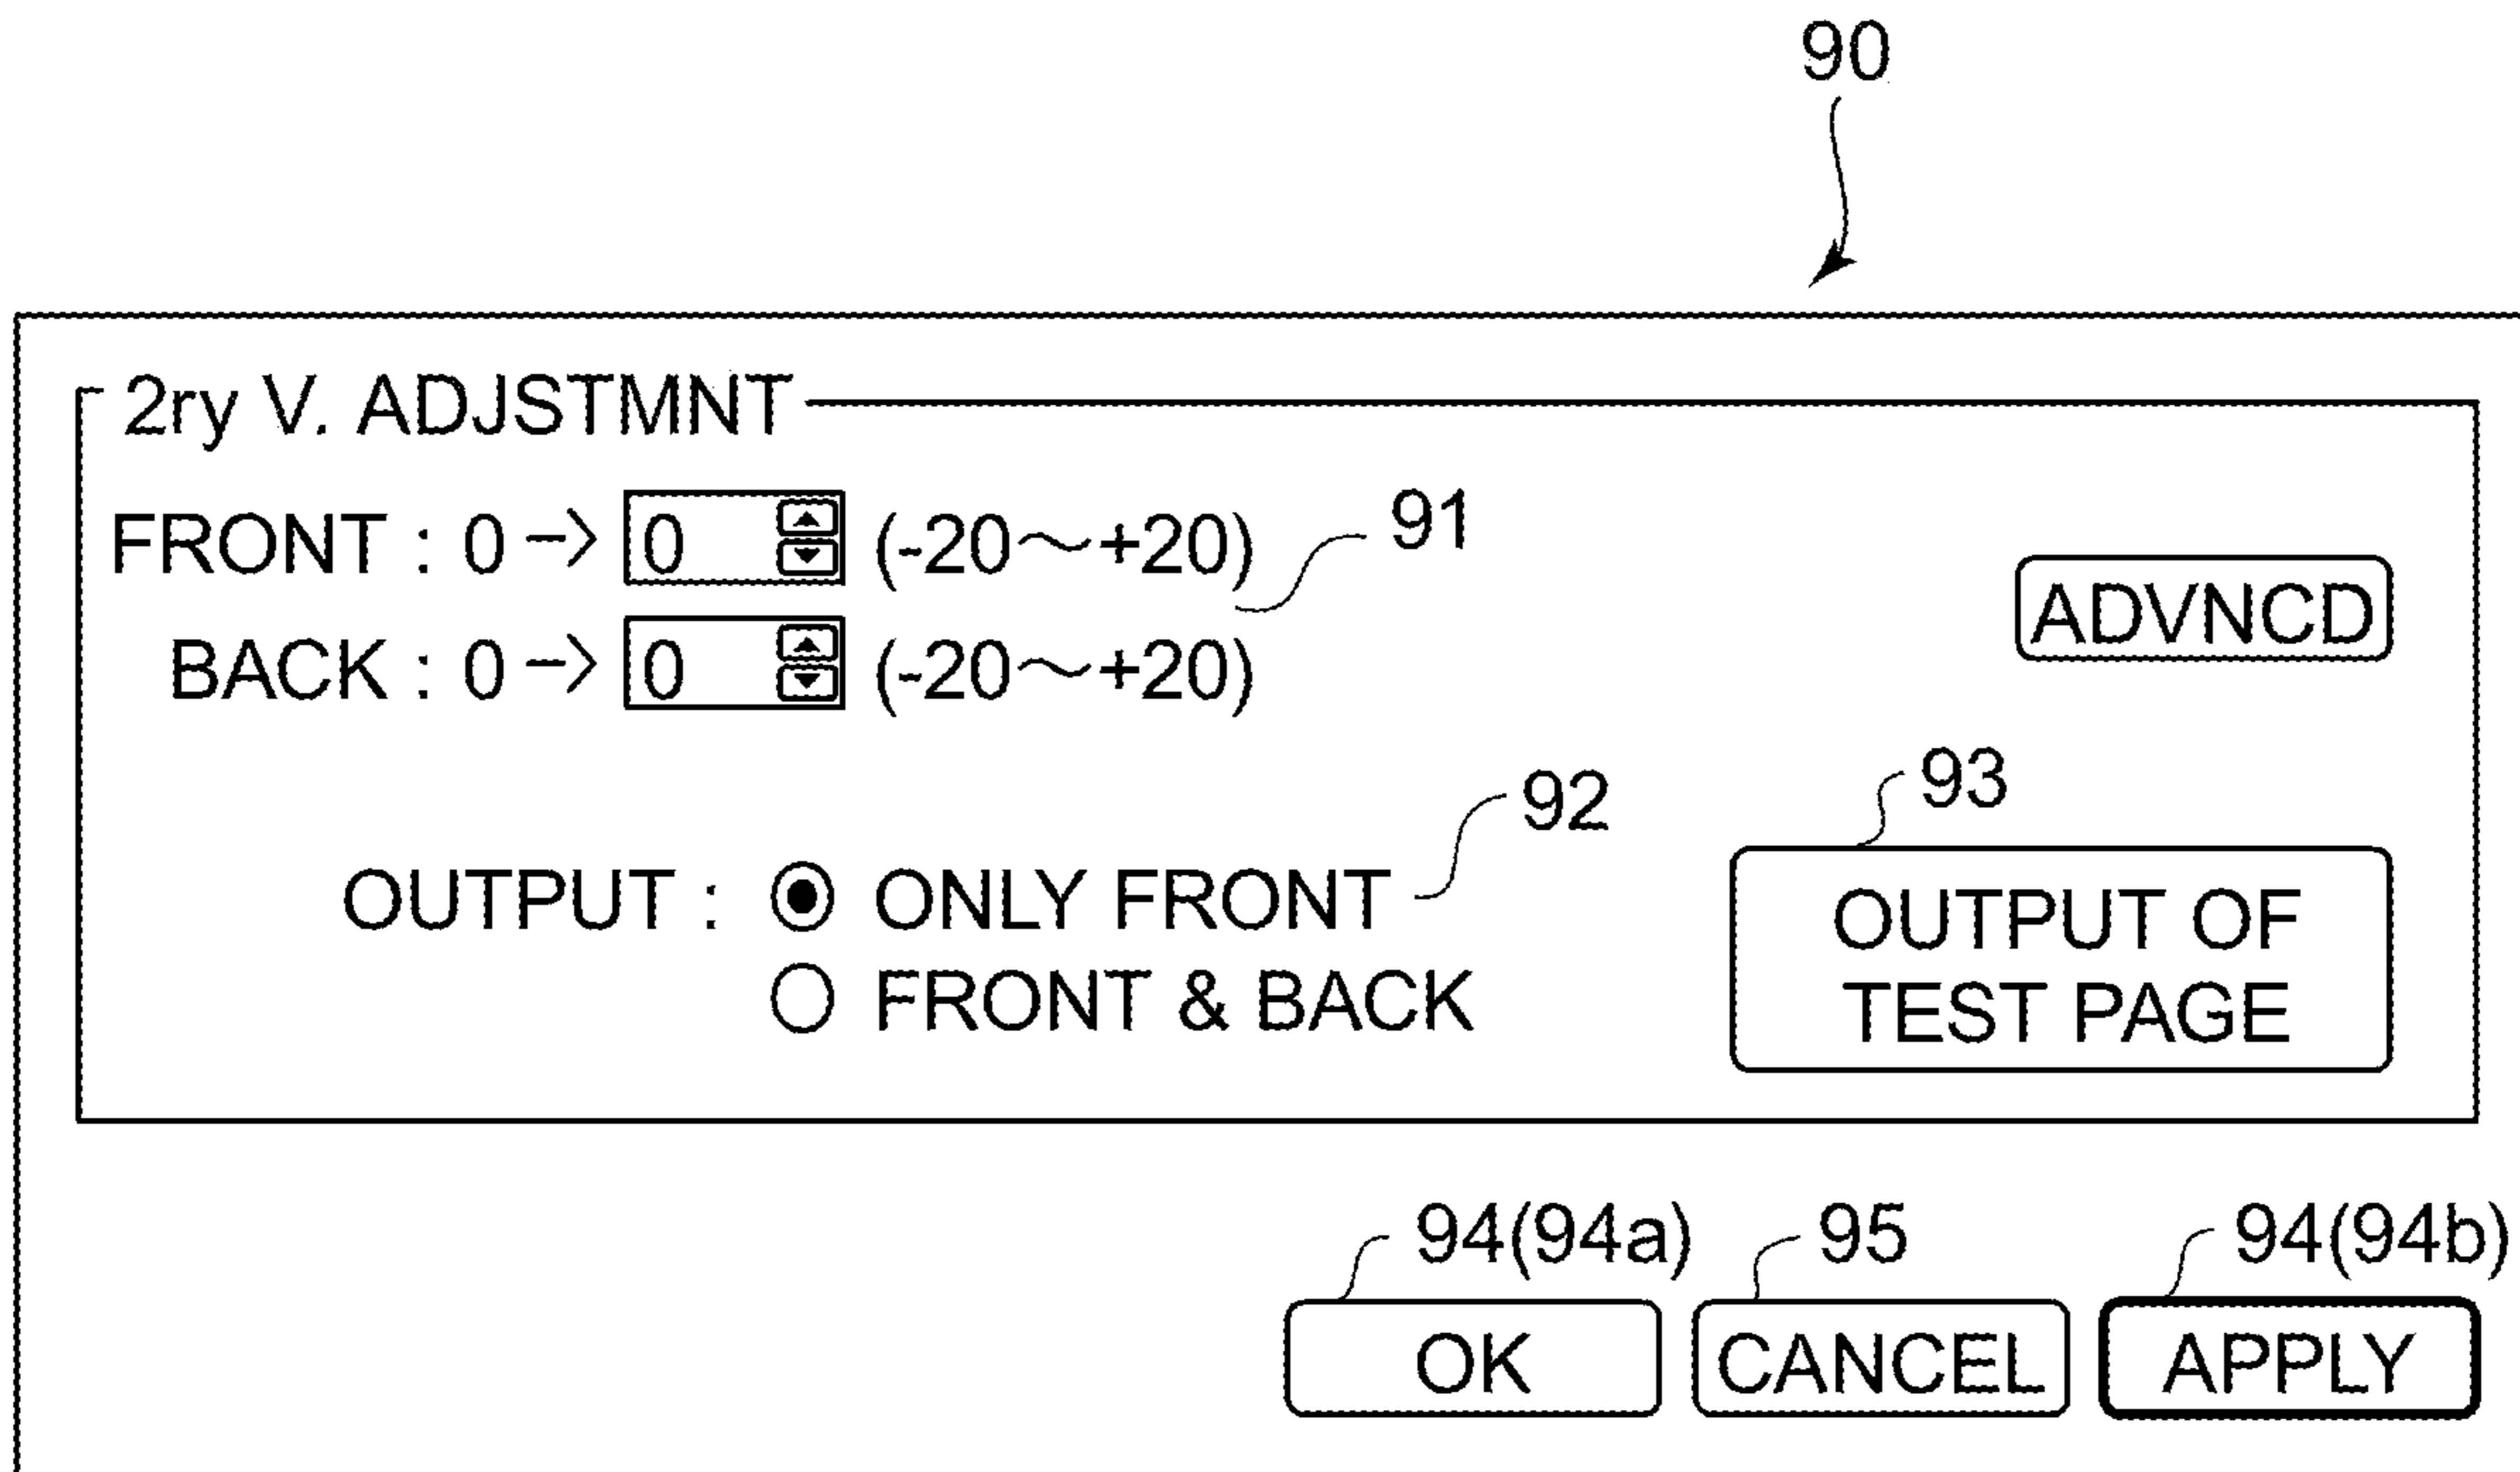 90
2ry V. ADJSTMNT
FRONT : 0 -> 0 (-20～+20)
91
BACK : 0 -> 0 (-20～+20)
ADVNCD
92
93
OUTPUT : ONLY FRONT
FRONT & BACK
OUTPUT OF
TEST PAGE
94(94a) 95 94(94b)
OK CANCEL APPLY